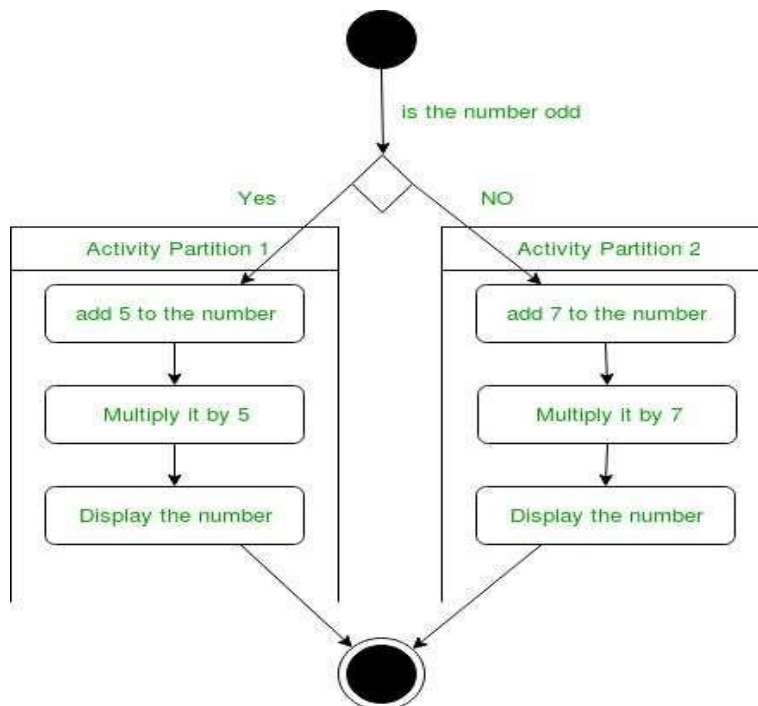 is the number odd
Yes
NO
Activity Partition 1
Activity Partition 2
add 5 to the number
add 7 to the number
Multiply it by 5
Multiply it by 7
Display the number
Display the number